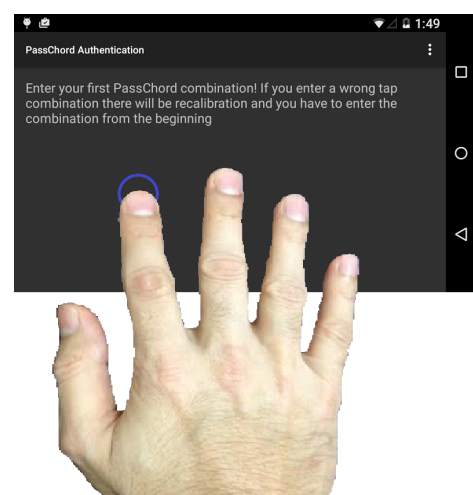 1:49
PassChord Authentication
Enter your first PassChord combination! If you enter a wrong tap
combination there will be recalibration and you have to enter the
combination from the beginning